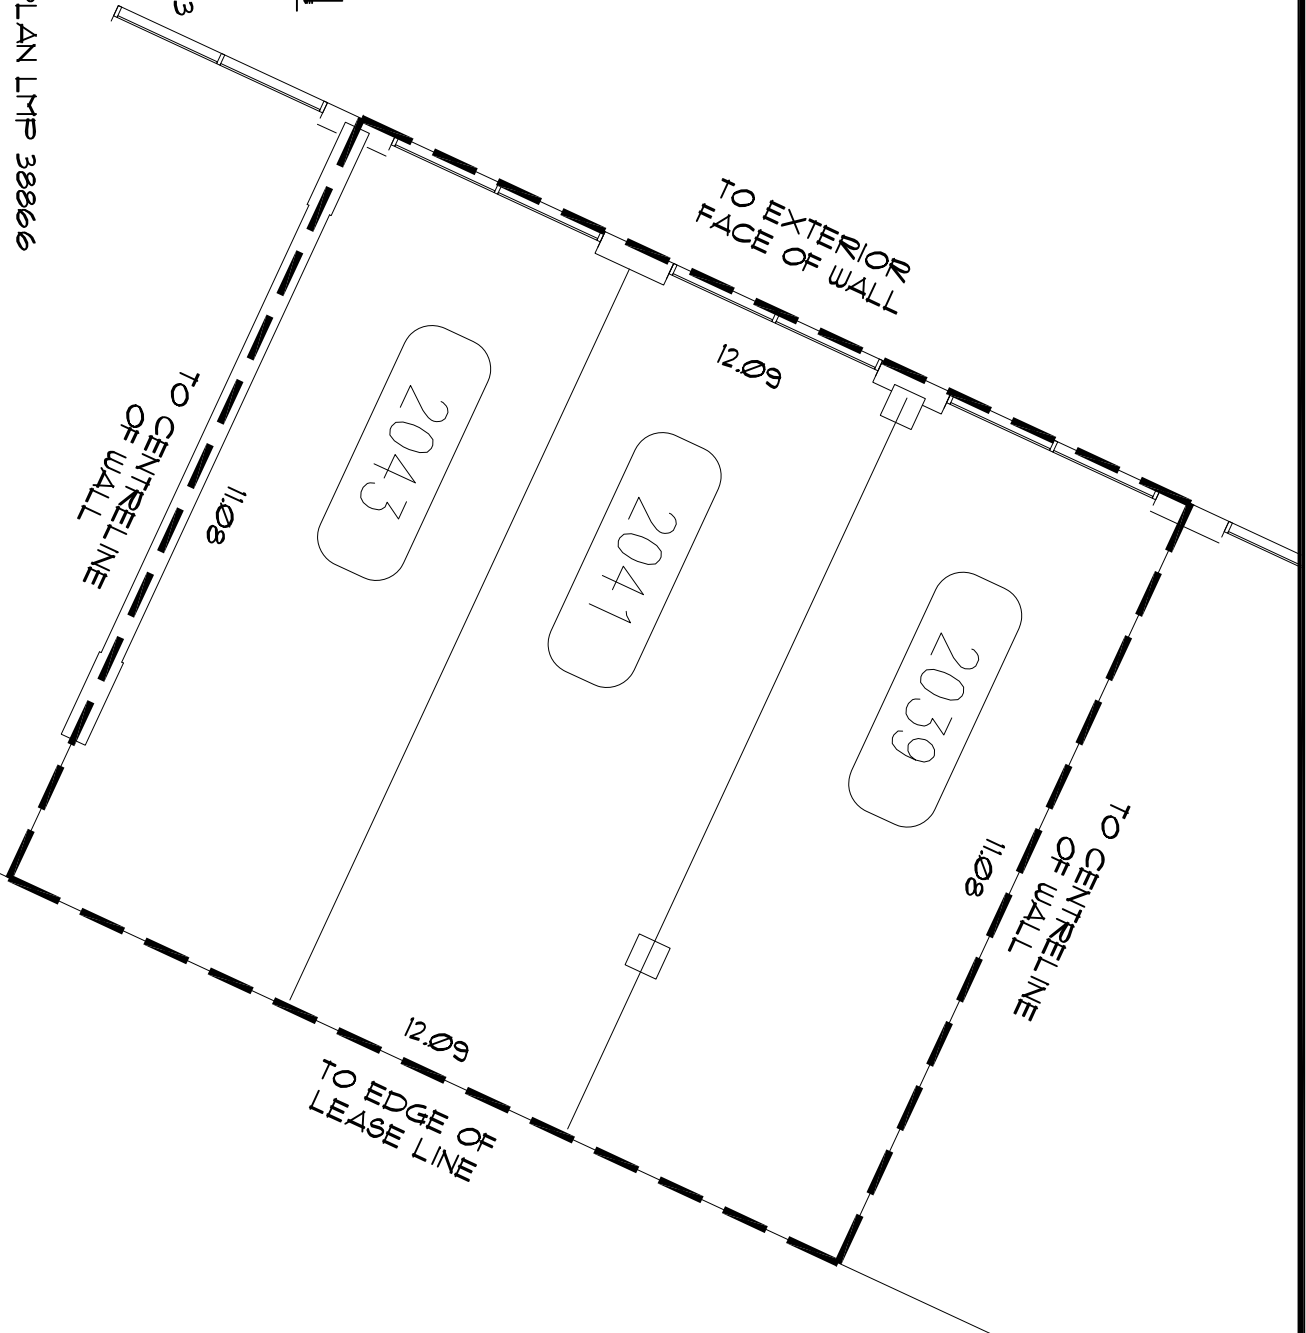 3
PLAN LMP 38866
TO EXTERIOR
FACE OF WALL
12.09
2043
2041
2039
TO CENTRELINE
OF WALL
11.08
11.08
TO CENTRELINE
OF WALL
12.09
TO EDGE OF
LEASE LINE